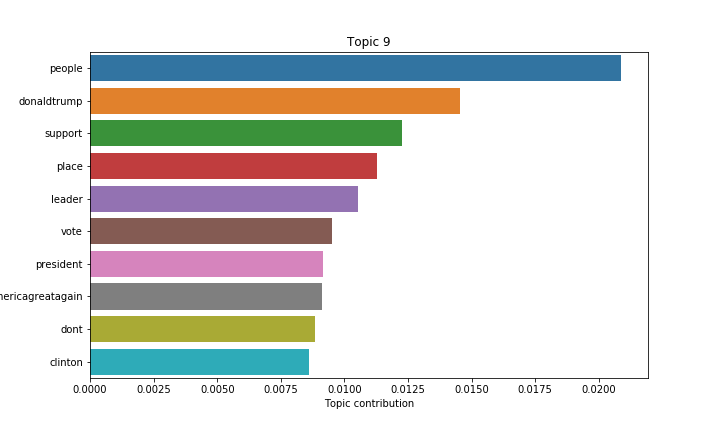 Topic 9
people
donaldtrump
support
place
leader
vote
president
nericagreatagain
dont
clinton
0.0000 0.0025 0.0050 0.0075 0.0100 0.0125 0.0150 0.0175 0.0200
Topic contribution